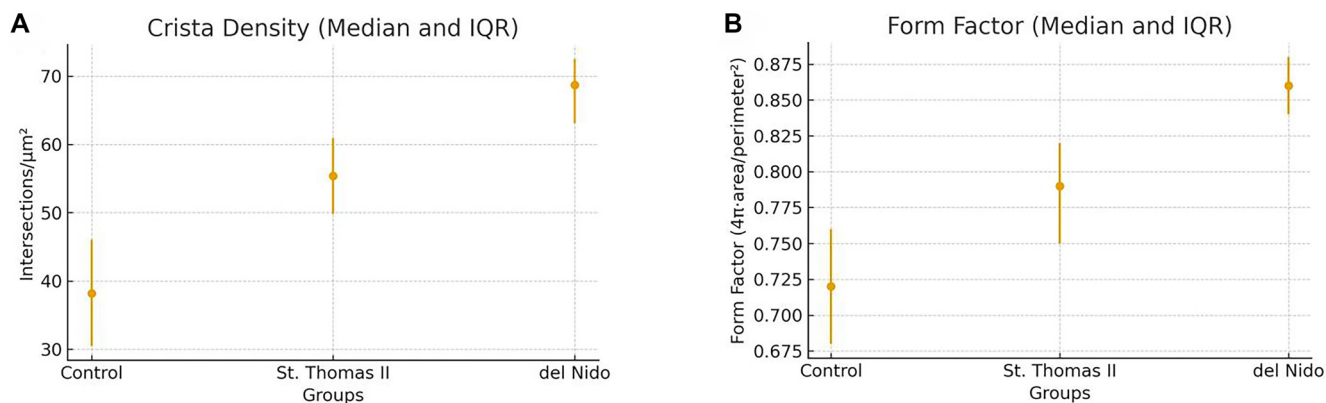 A
Crista Density (Median and IQR)
Intersections/μm²
70
60
50
40
30
Control
St. Thomas II
del Nido
Groups
B
Form Factor (Median and IQR)
Form Factor (4π·area/perimeter²)
0.875
0.850
0.825
0.800
0.775
0.750
0.725
0.700
0.675
Control
St. Thomas II
del Nido
Groups